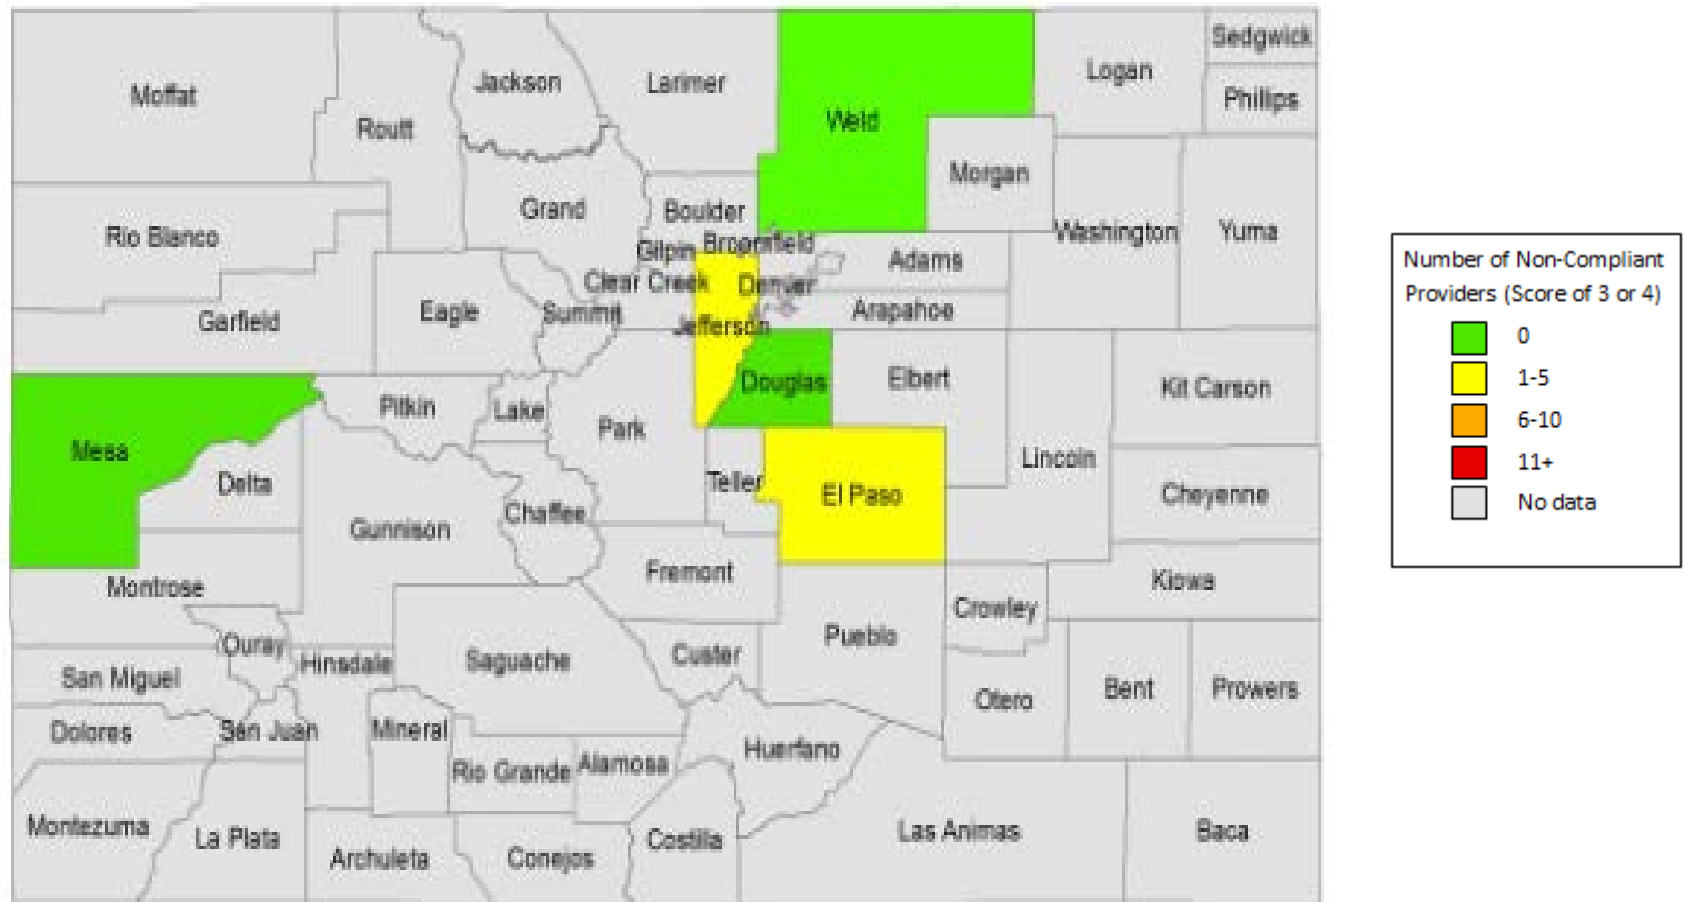 Sedgwick
Moffat
Jackson
Larimer
Logan
Phillips
Weld
Routt
Morgan
Grand
Boulder
Rio Blanco
Washington
Yuma
Gilpin
Broomfield
Adams
Clear Creek
Denver
Garfield
Eagle
Summit
Arapahoe
Jefferson
Douglas
Elbert
Kit Carson
Pitkin
Lake
Park
Mesa
Delta
Teller
El Paso
Lincoln
Cheyenne
Gunnison
Chaffee
Montrose
Fremont
Kiowa
Crowley
Pueblo
Ouray
Hinsdale
Saguache
Custer
San Miguel
Otero
Bent
Prowers
Dolores
San Juan
Mineral
Rio Grande
Alamosa
Huerfano
Montezuma
La Plata
Archuleta
Conejos
Costilla
Las Animas
Baca
Number of Non-Compliant
Providers (Score of 3 or 4)
0
1-5
6-10
11+
No data